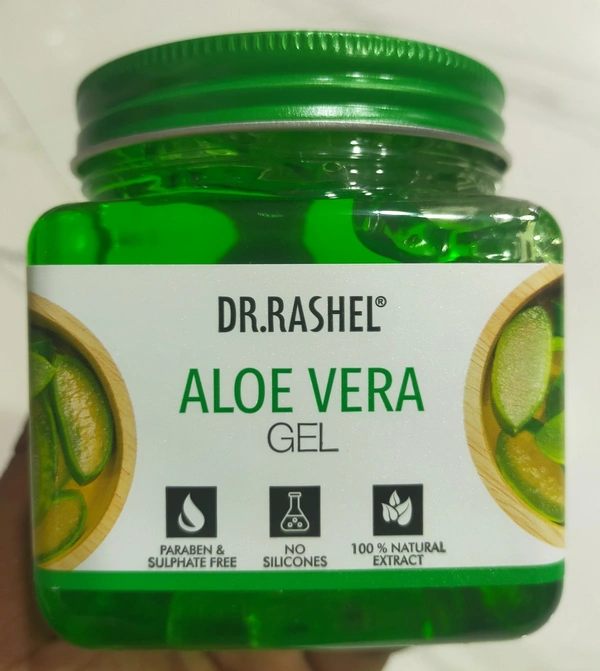 DR.RASHEL®
ALOE VERA
GEL
PARABEN &
SULPHATE FREE
NO
SILICONES
100 % NATURAL
EXTRACT